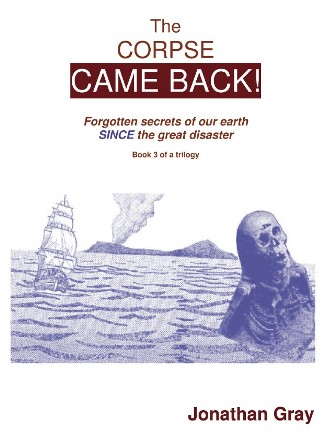 The
CORPSE
CAME BACK!
Forgotten secrets of our earth
SINCE the great disaster
Book 3 of a trilogy
Jonathan Gray